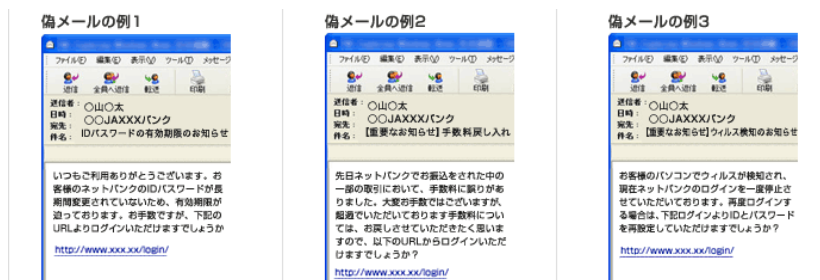 偽メールの例1
ファイル(F) 編集(E) 表示(V) ツール(T) メッセージ
返信 全員へ返信 転送 印刷
送信者： ○山○太
日時：
宛先： ○○JAXXXバンク
件名： IDパスワードの有効期限のお知らせ
いつもご利用ありがとうございます。お
客様のネットバンクのIDパスワードが長
期間変更されていないため、有効期限が
迫っております。お手数ですが、下記の
URLよりログインいただけますでしょうか
http://www.xxx.xx/login/
偽メールの例2
ファイル(F) 編集(E) 表示(V) ツール(T) メッセージ
返信 全員へ返信 転送 印刷
送信者： ○山○太
日時：
宛先： ○○JAXXXバンク
件名： 【重要なお知らせ】手数料戻し入れ
先日ネットバンクでお振込をされた中の
一部の取引において、手数料に誤りがあ
りました。大変お手数ではございますが、
超過でいただいております手数料につい
ては、お戻しさせていただきたく思いま
すので、以下のURLからログインいただ
けますでしょうか？
http://www.xxx.xx/login/
偽メールの例3
ファイル(F) 編集(E) 表示(V) ツール(T) メッセージ
返信 全員へ返信 転送 印刷
送信者： ○山○太
日時：
宛先： ○○JAXXXバンク
件名： 【重要なお知らせ】ウィルス検知のお知らせ
お客様のパソコンでウィルスが検知され、
現在ネットバンクのログインを一度停止さ
せていただいております。再度ログインす
る場合は、下記ログインよりIDとパスワード
を再設定していただけますでしょうか？
http://www.xxx.xx/login/